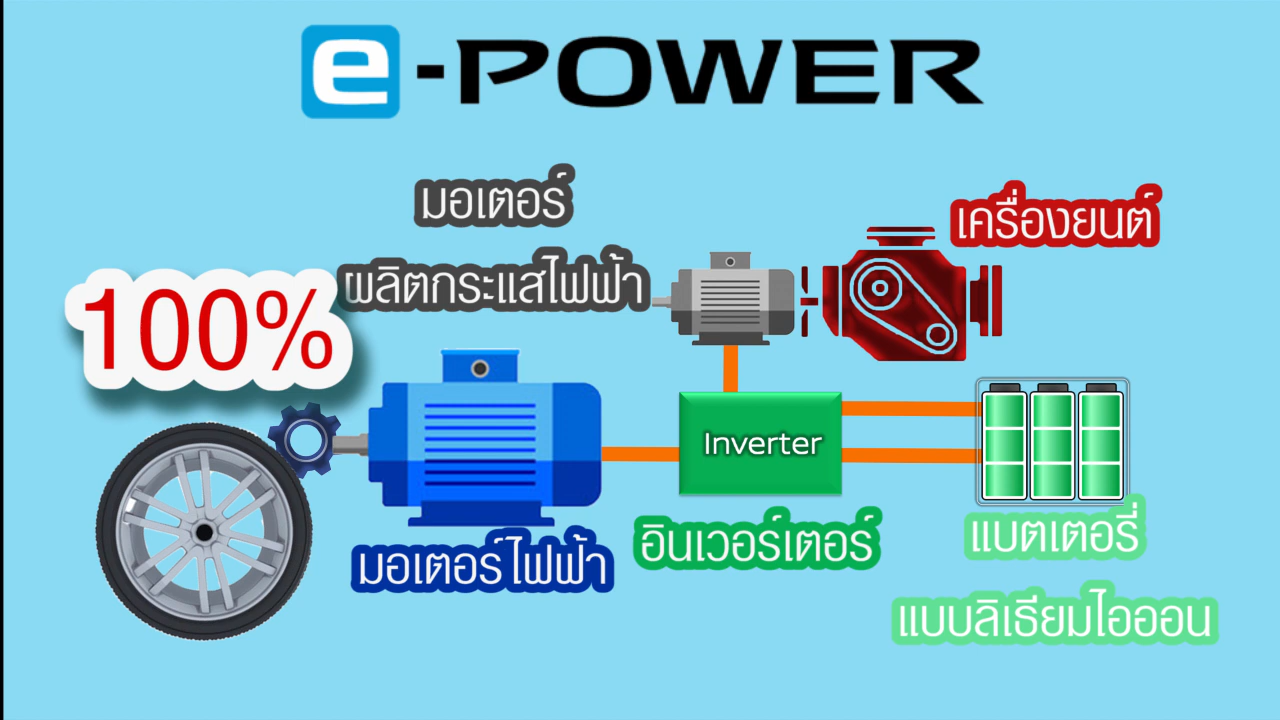 e-POWER
มอเตอร์
ผลิตกระแสไฟฟ้า
เครื่องยนต์
100%
Inverter
มอเตอร์ไฟฟ้า
อินเวอร์เตอร์
แบตเตอรี่
แบบลิเธียมไอออน